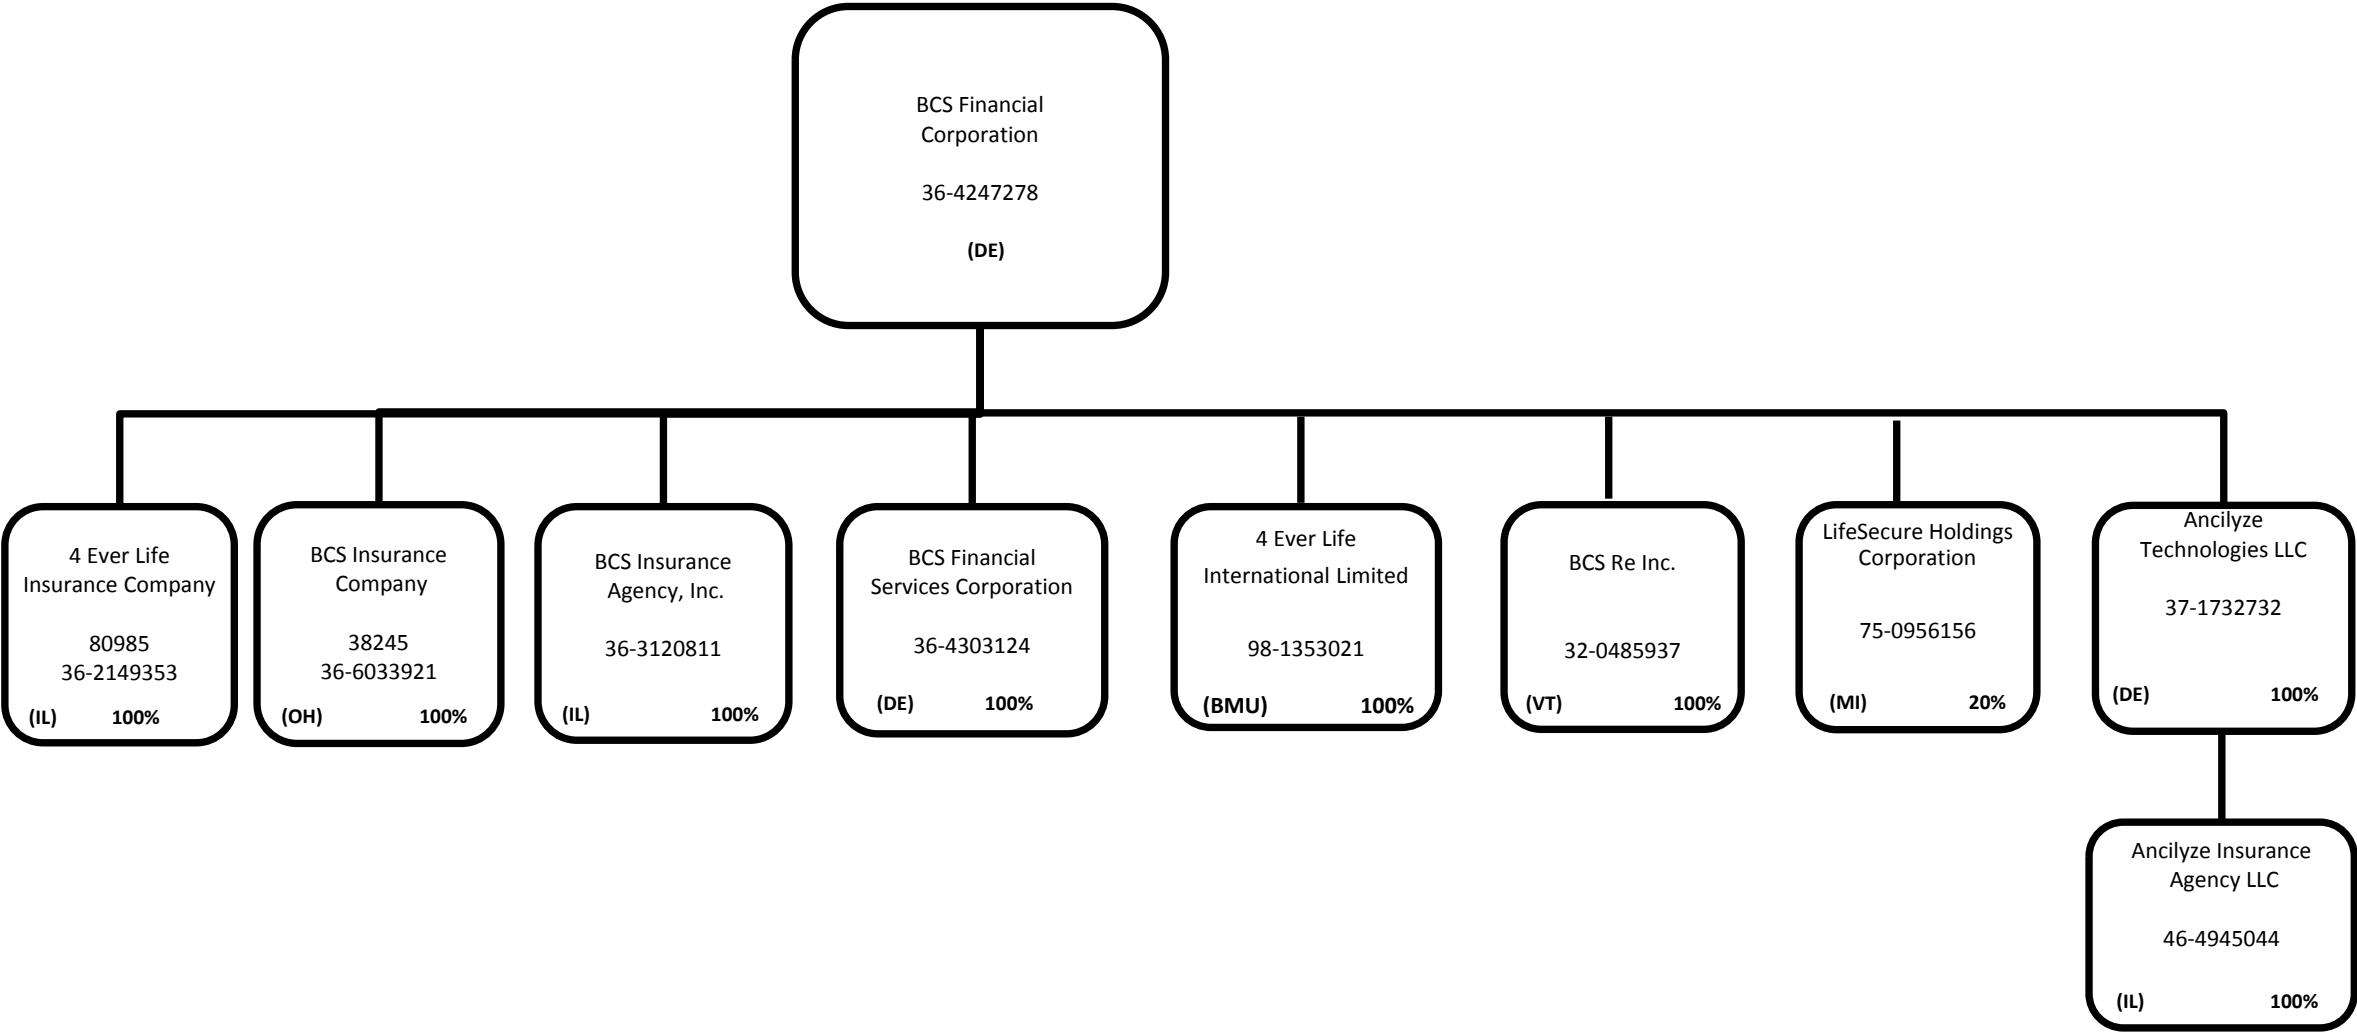 BCS Financial
Corporation
36-4247278
(DE)
4 Ever Life
Insurance Company
80985
36-2149353
(IL) 100%
BCS Insurance
Company
38245
36-6033921
(OH) 100%
BCS Insurance
Agency, Inc.
36-3120811
(IL) 100%
BCS Financial
Services Corporation
36-4303124
(DE) 100%
4 Ever Life
International Limited
98-1353021
(BMU) 100%
BCS Re Inc.
32-0485937
(VT) 100%
LifeSecure Holdings
Corporation
75-0956156
(MI) 20%
Ancilyze
Technologies LLC
37-1732732
(DE) 100%
Ancilyze Insurance
Agency LLC
46-4945044
(IL) 100%